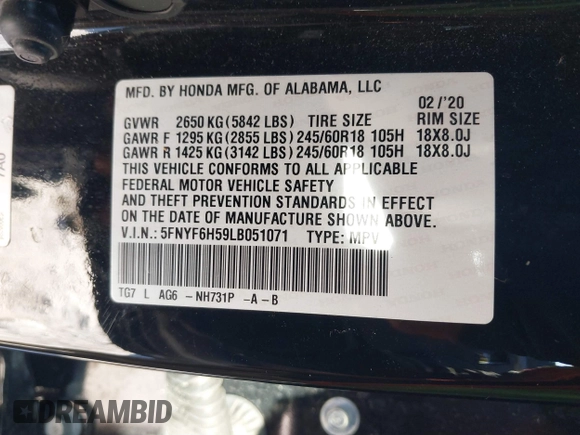 MFD. BY HONDA MFG. OF ALABAMA, LLC
02/'20
GVWR 2650 KG (5842 LBS) TIRE SIZE RIM SIZE
GAWR F 1295 KG (2855 LBS) 245/60R18 105H 18X8.0J
GAWR R 1425 KG (3142 LBS) 245/60R18 105H 18X8.0J
THIS VEHICLE CONFORMS TO ALL APPLICABLE
FEDERAL MOTOR VEHICLE SAFETY
AND THEFT PREVENTION STANDARDS IN EFFECT
ON THE DATE OF MANUFACTURE SHOWN ABOVE.
V.I.N.: 5FNYF6H59LB051071 TYPE: MPV
TG7 L AG6 -NH731P -A-B
DREAMBID